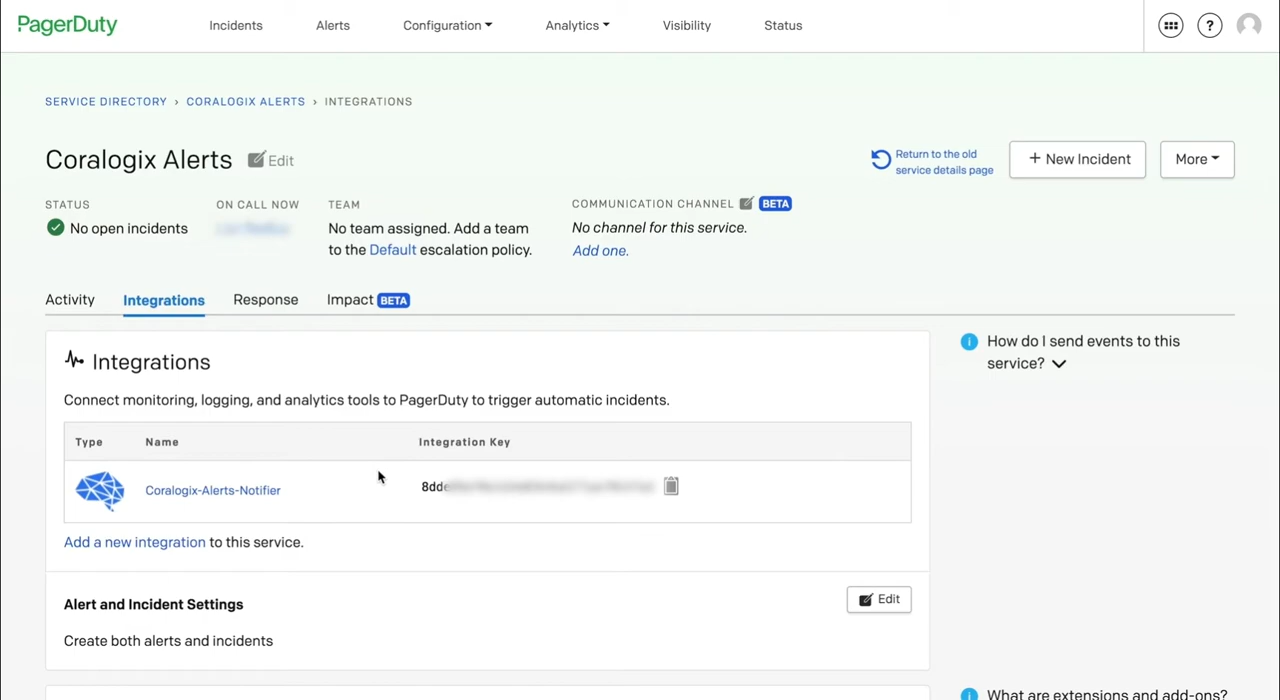 PagerDuty
Incidents
Alerts
Configuration
Analytics
Visibility
Status
?
SERVICE DIRECTORY › CORALOGIX ALERTS › INTEGRATIONS
Coralogix Alerts
Edit
Return to the old
service details page
+ New Incident
More
STATUS
No open incidents
ON CALL NOW
TEAM
No team assigned. Add a team
to the Default escalation policy.
COMMUNICATION CHANNEL BETA
No channel for this service.
Add one.
Activity
Integrations
Response
Impact BETA
Integrations
Connect monitoring, logging, and analytics tools to PagerDuty to trigger automatic incidents.
Type Name Integration Key
Coralogix-Alerts-Notifier
Add a new integration to this service.
Alert and Incident Settings
Edit
Create both alerts and incidents
i How do I send events to this
service?
i What are extensions and add-ons?